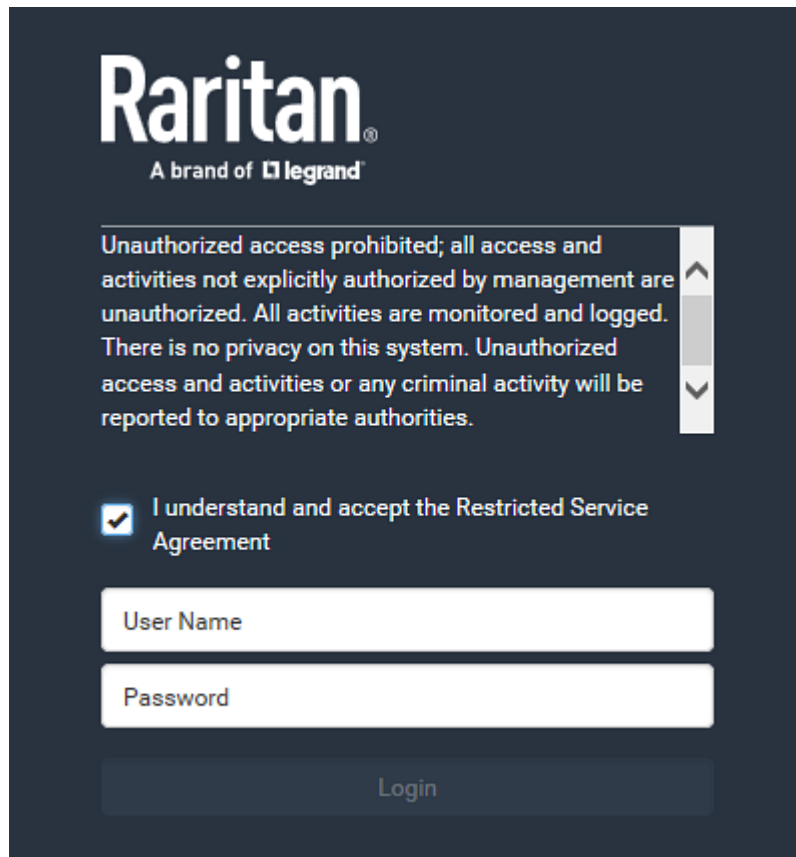 Raritan®
A brand of legrand®
Unauthorized access prohibited; all access and
activities not explicitly authorized by management are
unauthorized. All activities are monitored and logged.
There is no privacy on this system. Unauthorized
access and activities or any criminal activity will be
reported to appropriate authorities.
I understand and accept the Restricted Service
Agreement
User Name
Password
Login